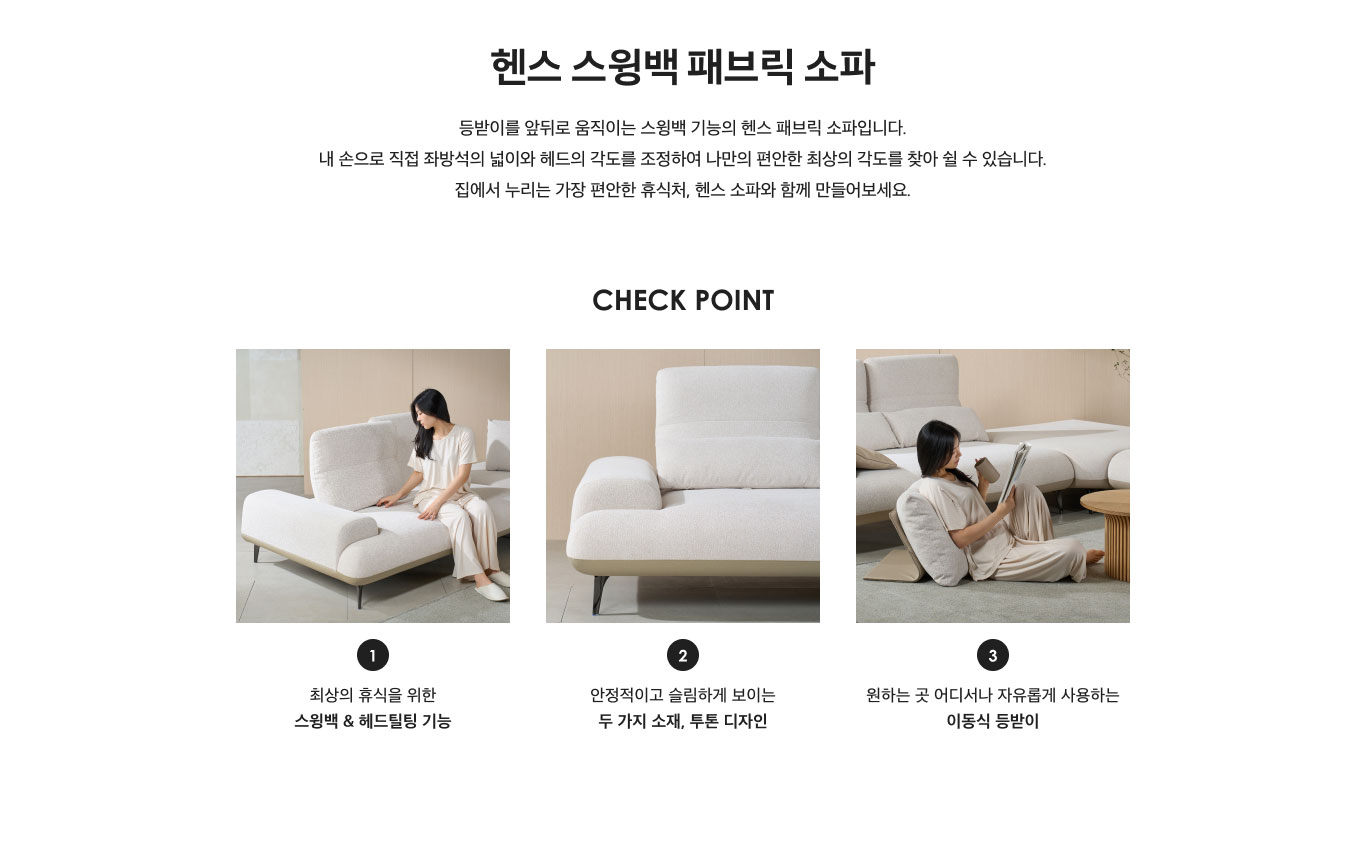 헨스 스윙백 패브릭 소파
등받이를 앞뒤로 움직이는 스윙백 기능의 헨스 패브릭 소파입니다.
내 손으로 직접 좌방석의 넓이와 헤드의 각도를 조정하여 나만의 편안한 최상의 각도를 찾아 쉴 수 있습니다.
집에서 누리는 가장 편안한 휴식처, 헨스 소파와 함께 만들어보세요.
CHECK POINT
1
최상의 휴식을 위한
스윙백 & 헤드틸팅 기능
2
안정적이고 슬림하게 보이는
두 가지 소재, 투톤 디자인
3
원하는 곳 어디서나 자유롭게 사용하는
이동식 등받이